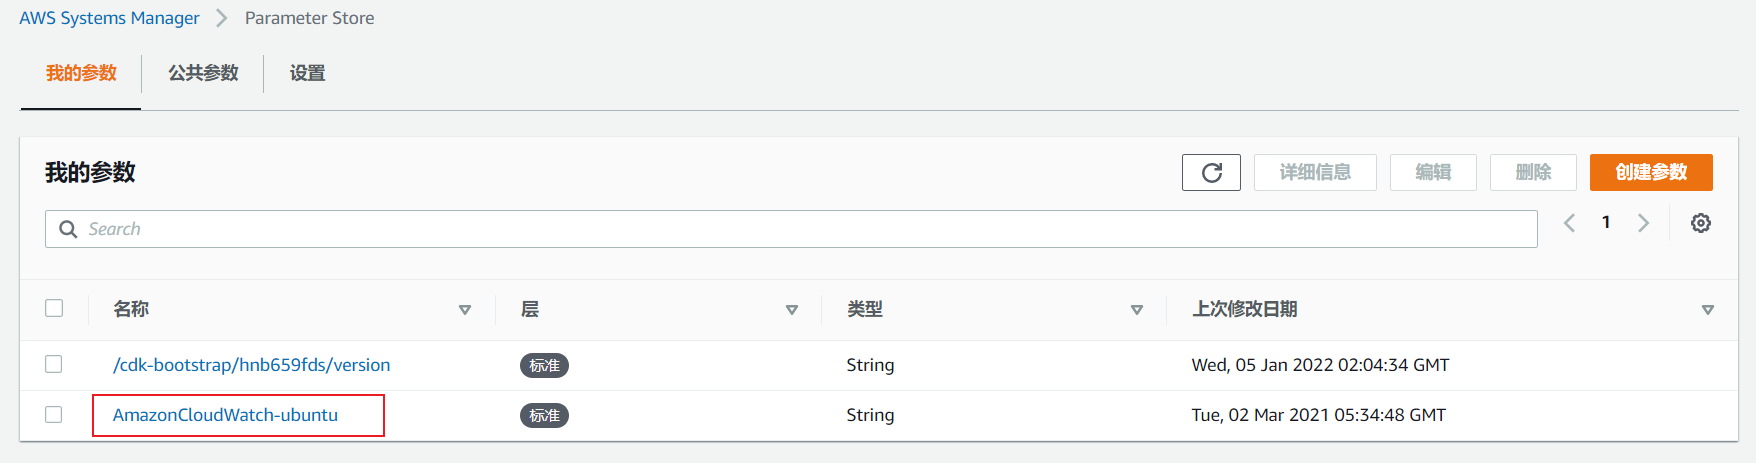 AWS Systems Manager > Parameter Store
我的参数 公共参数 设置
我的参数 详细信息 编辑 删除 创建参数
Search 1
名称 层 类型 上次修改日期
/cdk-bootstrap/hnb659fds/version 标准 String Wed, 05 Jan 2022 02:04:34 GMT
AmazonCloudWatch-ubuntu 标准 String Tue, 02 Mar 2021 05:34:48 GMT